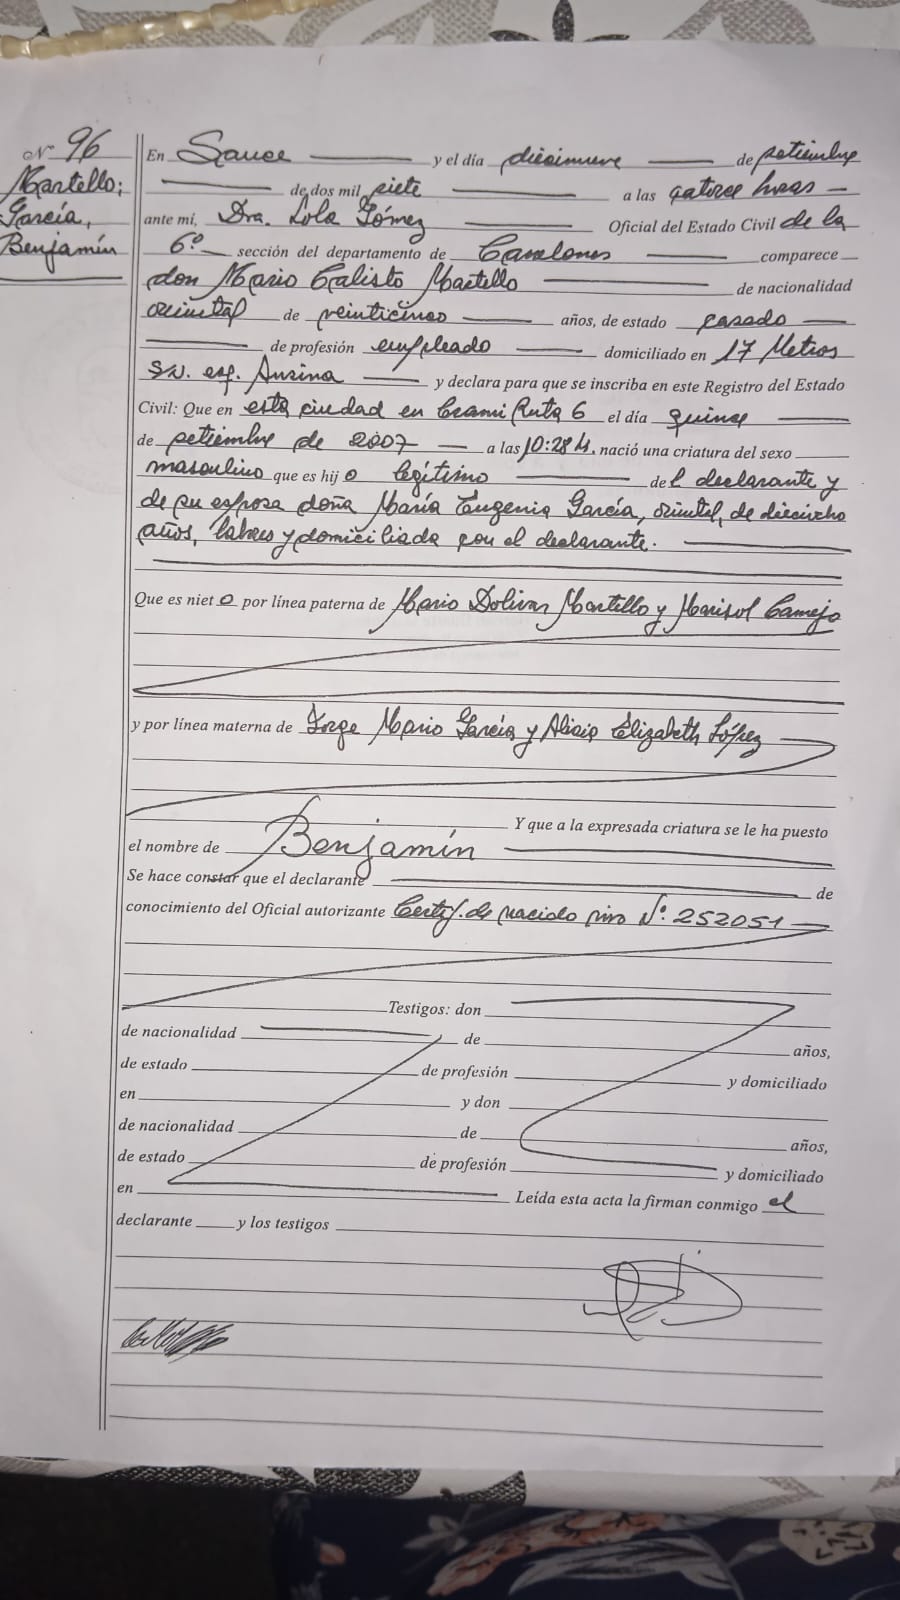 Nº 96
Martello;
García,
Benjamín
En Sauce y el día diecinueve de setiembre
de dos mil siete a las catorce horas
ante mi, Dra. Lola Gómez Oficial del Estado Civil de la
6º sección del departamento de Canelones comparece
don Mario Calisto Martello de nacionalidad
oriental de veinticinco años, de estado casado
de profesión empleado domiciliado en 17 Metros
S/N. esq. Ansina y declara para que se inscriba en este Registro del Estado
Civil: Que en esta ciudad en Crami Ruta 6 el día quince
de setiembre de 2007 a las 10:28 h. nació una criatura del sexo
masculino que es hijo legítimo del declarante y
de su esposa doña María Eugenia García, oriental, de dieciocho
años, labores y domiciliada con el declarante.
Que es nieto por línea paterna de Mario Martello y Marisol Camejo
y por línea materna de Jorge Mario García y Alicia Elizabeth López
Y que a la expresada criatura se le ha puesto
el nombre de Benjamín
Se hace constar que el declarante de
conocimiento del Oficial autorizante Certif. de nacido vivo Nº. 252051
Testigos: don
de nacionalidad de años,
de estado de profesión y domiciliado
en y don
de nacionalidad de años,
de estado de profesión y domiciliado
en Leída esta acta la firman conmigo el
declarante y los testigos